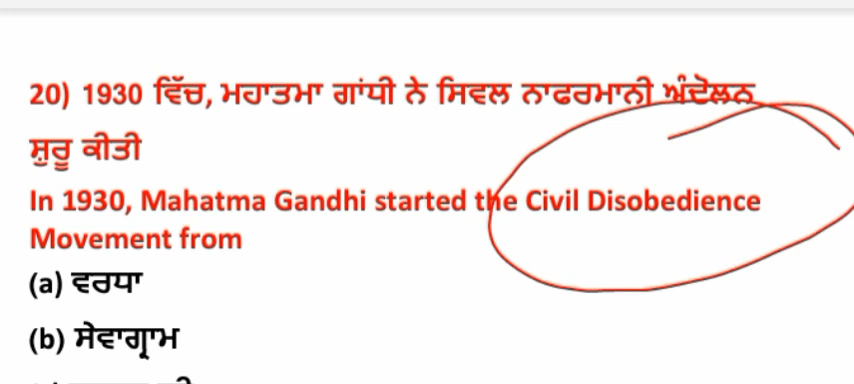 20) 1930 ਵਿੱਚ, ਮਹਾਤਮਾ ਗਾਂਧੀ ਨੇ ਸਿਵਲ ਨਾਫਰਮਾਨੀ ਅੰਦੋਲਨ
ਸ਼ੁਰੂ ਕੀਤੀ
In 1930, Mahatma Gandhi started the Civil Disobedience
Movement from
(a) ਵਰਧਾ
(b) ਸੇਵਾਗ੍ਰਾਮ